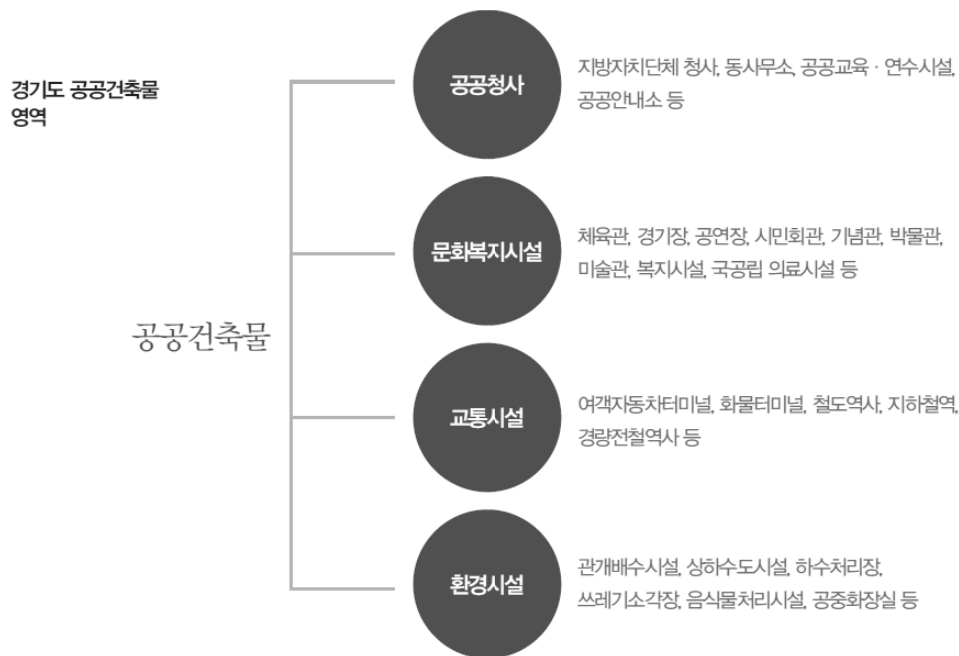 경기도 공공건축물
영역
공공건축물
공공청사
지방자치단체 청사, 동사무소, 공공교육 · 연수시설,
공공안내소 등
문화복지시설
체육관, 경기장, 공연장, 시민회관, 기념관, 박물관,
미술관, 복지시설, 국공립 의료시설 등
교통시설
여객자동차터미널, 화물터미널, 철도역사, 지하철역,
경량전철역사 등
환경시설
관개배수시설, 상하수도시설, 하수처리장,
쓰레기소각장, 음식물처리시설, 공중화장실 등